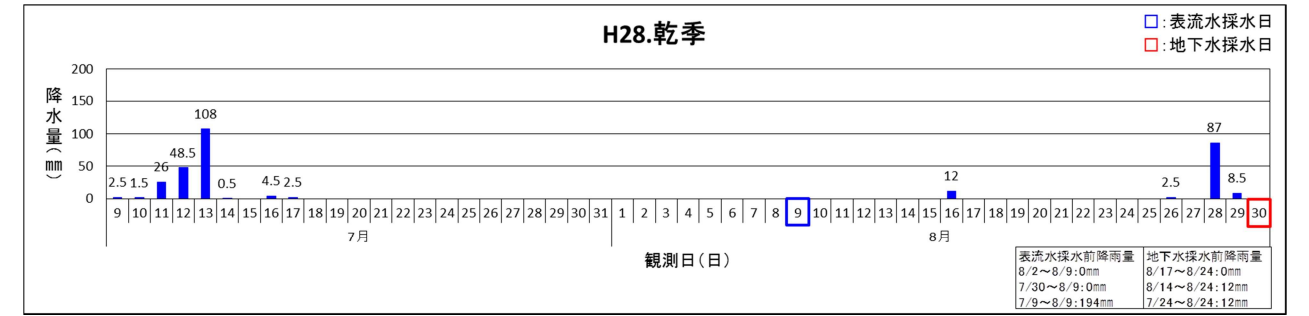 H28.乾季
□:表流水採水日
□:地下水採水日
降水量(㎜)
200
150
100
50
0
2.5 1.5 26 48.5 108 0.5 4.5 2.5 12 2.5 87 8.5
9 10 11 12 13 14 15 16 17 18 19 20 21 22 23 24 25 26 27 28 29 30 31 1 2 3 4 5 6 7 8 9 10 11 12 13 14 15 16 17 18 19 20 21 22 23 24 25 26 27 28 29 30
7月 8月
観測日(日)
表流水採水前降雨量 地下水採水前降雨量
8/2～8/9:0㎜ 8/17～8/24:0㎜
7/30～8/9:0㎜ 8/14～8/24:12㎜
7/9～8/9:194㎜ 7/24～8/24:12㎜